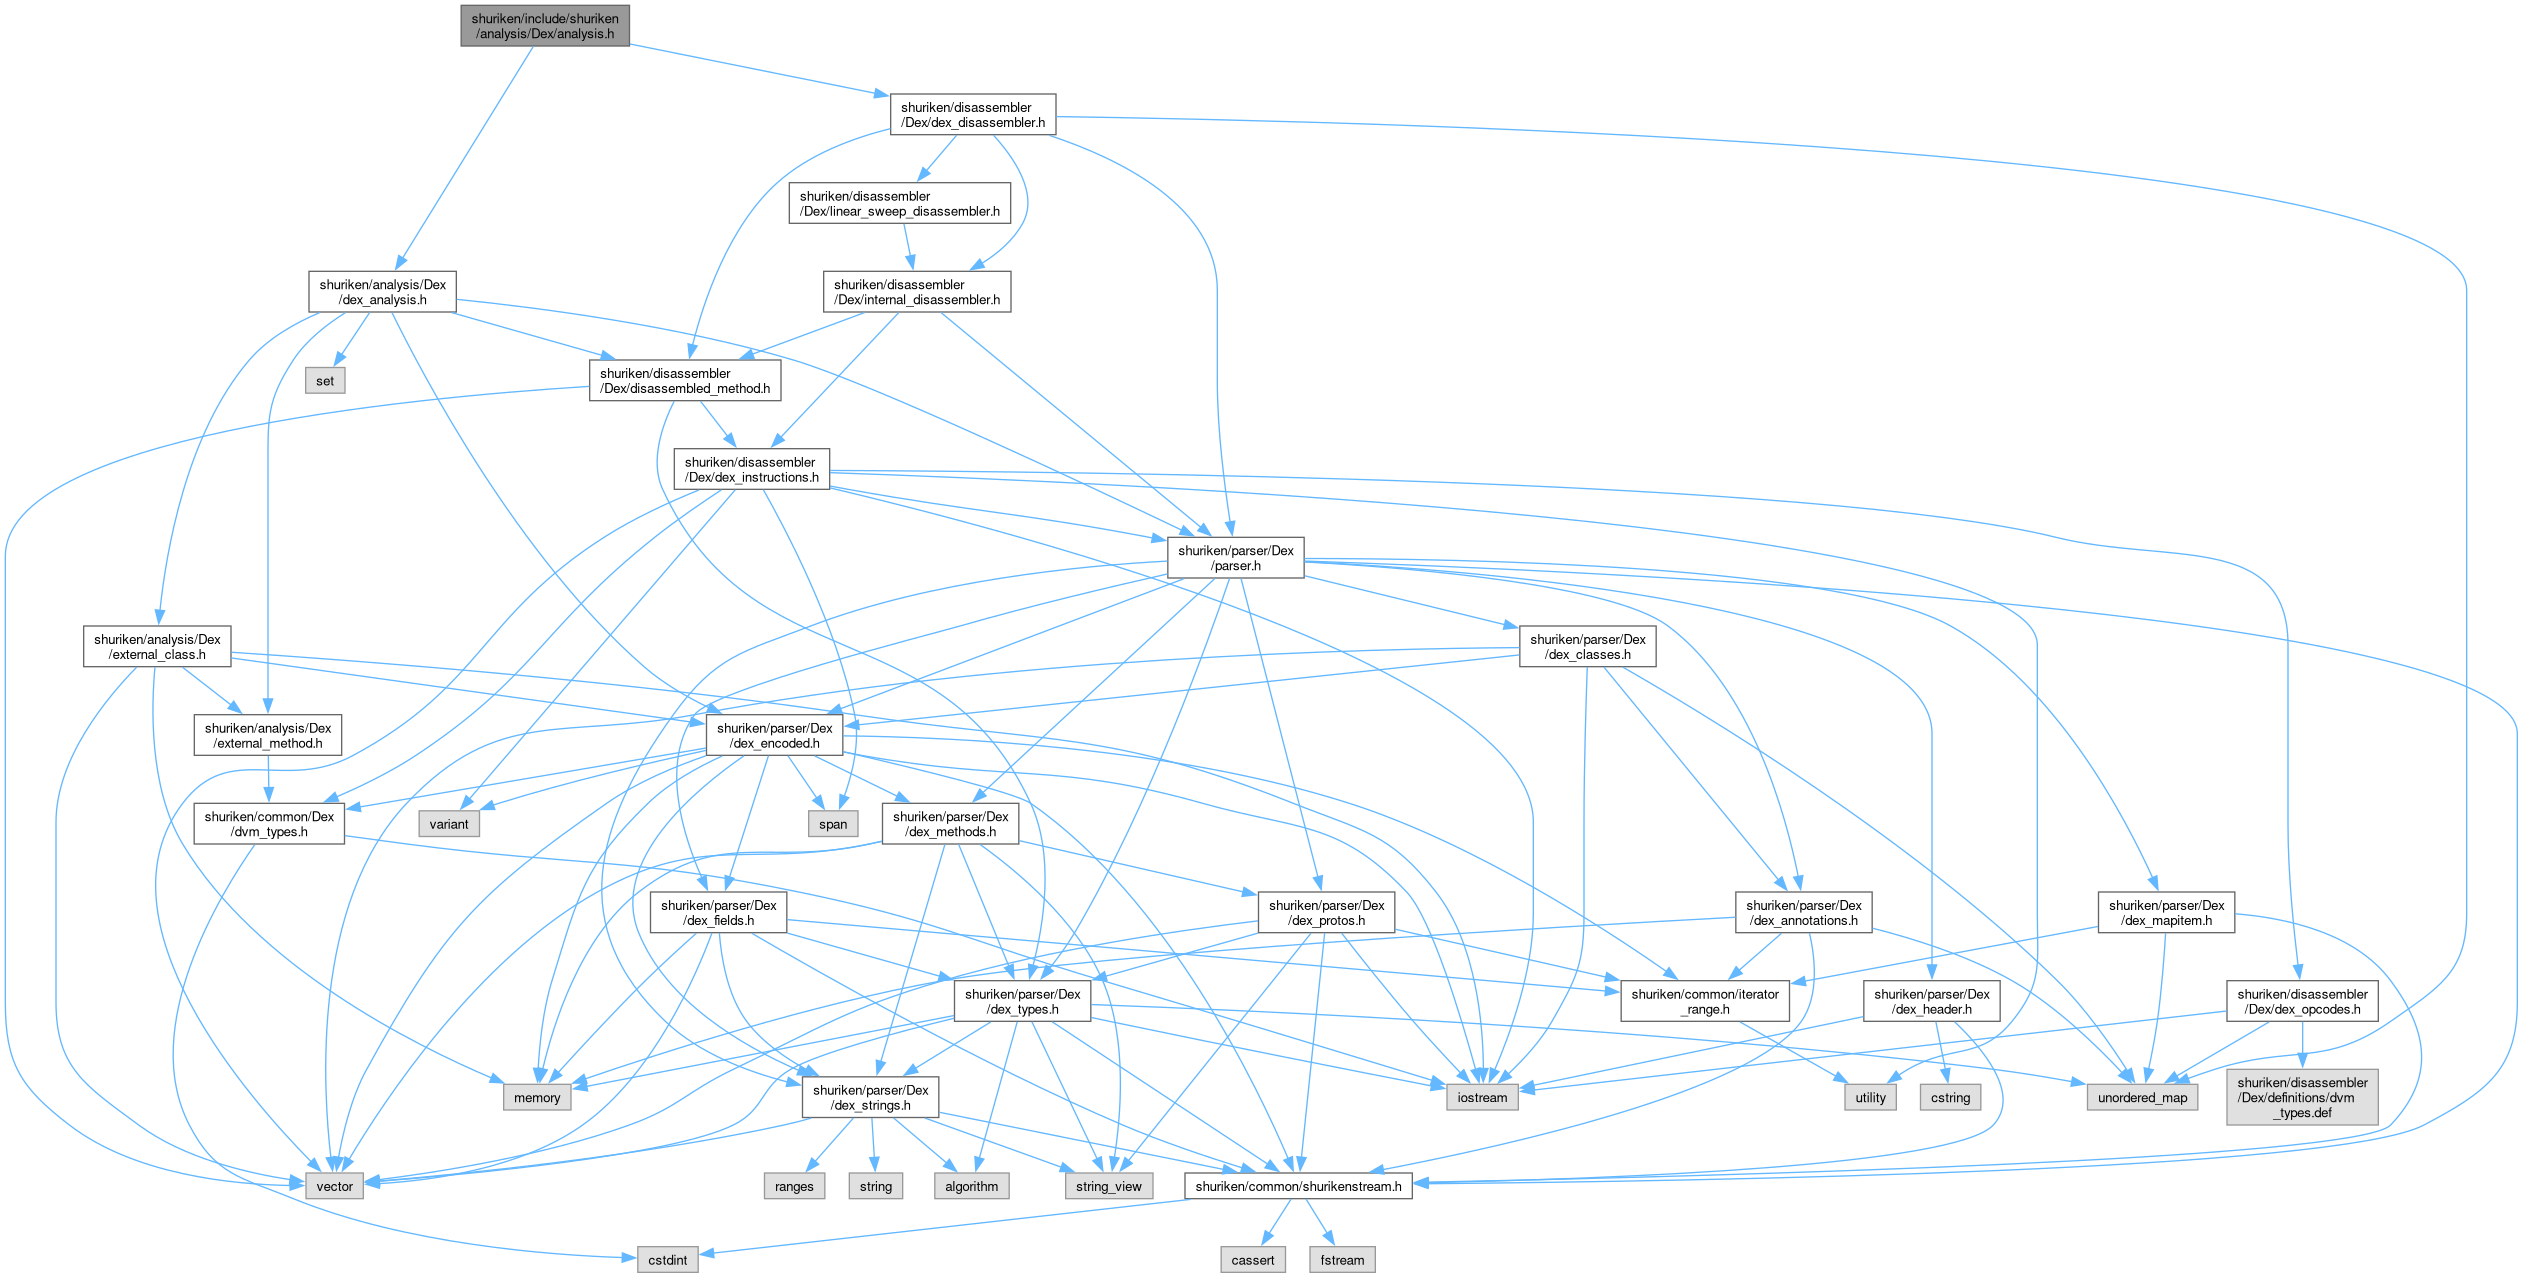 shuriken/include/shuriken
/analysis/Dex/analysis.h
shuriken/disassembler
/Dex/dex_disassembler.h
shuriken/disassembler
/Dex/linear_sweep_disassembler.h
shuriken/analysis/Dex
/dex_analysis.h
shuriken/disassembler
/Dex/internal_disassembler.h
set
shuriken/disassembler
/Dex/disassembled_method.h
shuriken/disassembler
/Dex/dex_instructions.h
shuriken/parser/Dex
/parser.h
shuriken/analysis/Dex
/external_class.h
shuriken/parser/Dex
/dex_classes.h
shuriken/analysis/Dex
/external_method.h
shuriken/parser/Dex
/dex_encoded.h
shuriken/common/Dex
/dvm_types.h
variant
span
shuriken/parser/Dex
/dex_methods.h
shuriken/parser/Dex
/dex_fields.h
shuriken/parser/Dex
/dex_protos.h
shuriken/parser/Dex
/dex_annotations.h
shuriken/parser/Dex
/dex_mapitem.h
shuriken/parser/Dex
/dex_types.h
shuriken/common/iterator
_range.h
shuriken/parser/Dex
/dex_header.h
shuriken/disassembler
/Dex/dex_opcodes.h
memory
shuriken/parser/Dex
/dex_strings.h
iostream
utility
cstring
unordered_map
shuriken/disassembler
/Dex/definitions/dvm
_types.def
vector
ranges
string
algorithm
string_view
shuriken/common/shurikenstream.h
cstdint
cassert
fstream